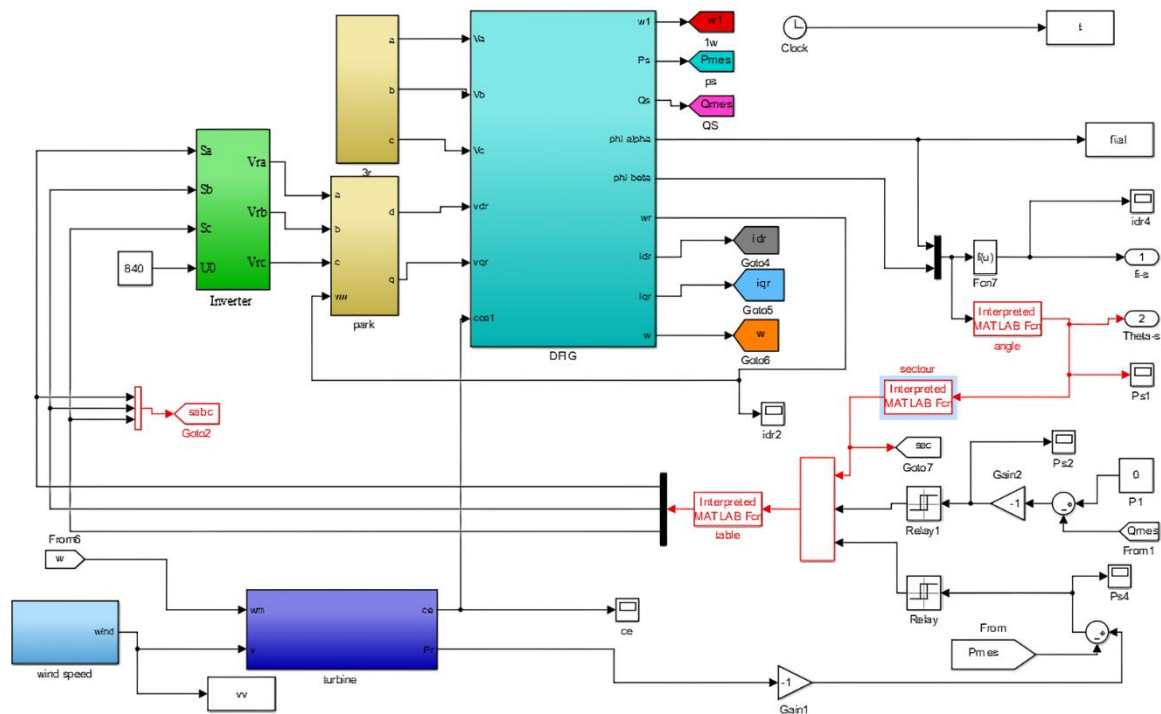 w1
w1
1w
Clock
t
a
Va
Ps
Pmes
ps
b
Vb
Qs
Qmes
QS
c
Vc
phi alpha
3r
phi beta
Sa
Vra
a
d
vdr
wr
idr4
Sb
Vrb
b
idr
idr
Goto4
f(u)
Fcn7
1
fi-s
Sc
Vrc
c
q
vqr
iqr
iqr
Goto5
840
U0
Inverter
ww
park
cce1
w
w
Goto6
DFIG
Interpreted
MATLAB Fcn
angle
2
Theta-s
sectour
Interpreted
MATLAB Fcn
Ps1
sabc
Goto2
idr2
sec
Goto7
Ps2
Gain2
-1
0
P1
Interpreted
MATLAB Fcn
table
Relay1
Qmes
From1
From6
w
Relay
Ps4
wind
wind speed
wm
v
ce
Pr
turbine
ce
From
Pmes
vv
-1
Gain1